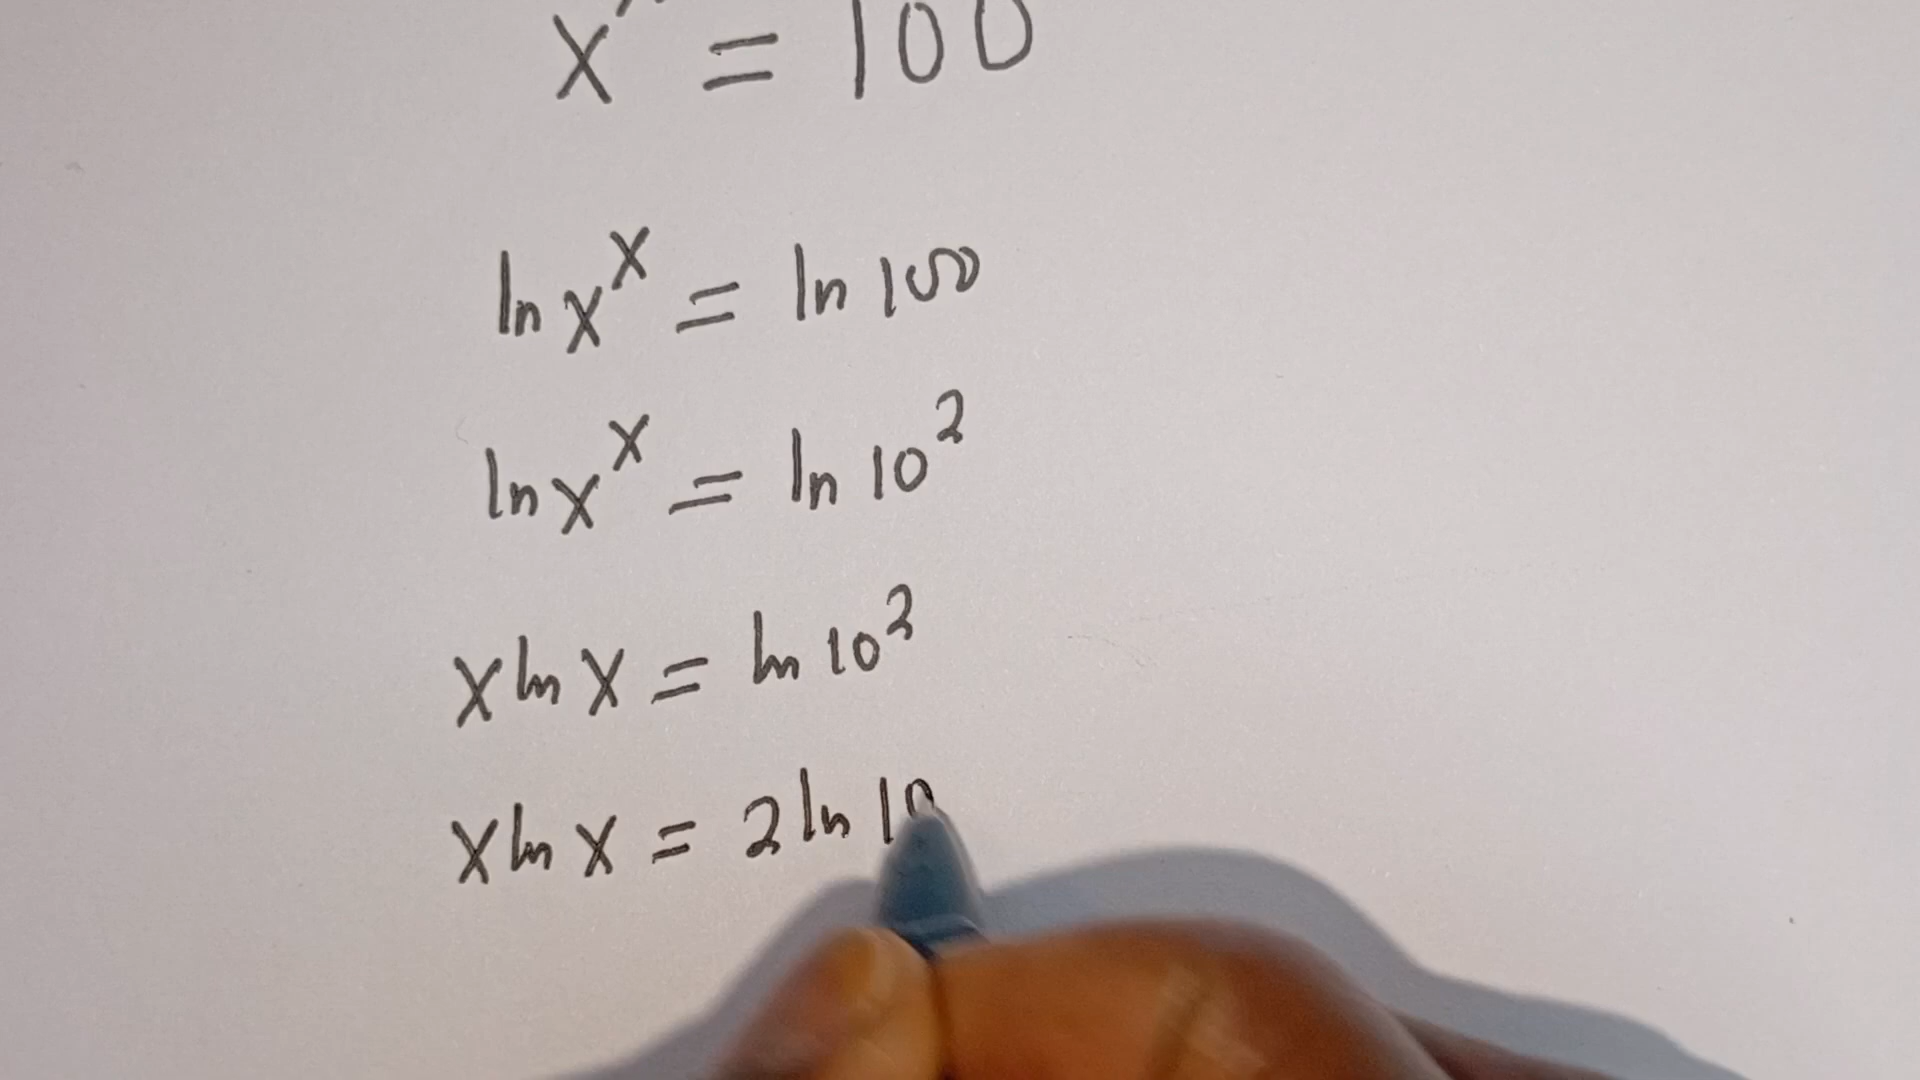 x^x = 100
ln x^x = ln 100
ln x^x = ln 10^2
x ln x = ln 10^2
x ln x = 2 ln 10